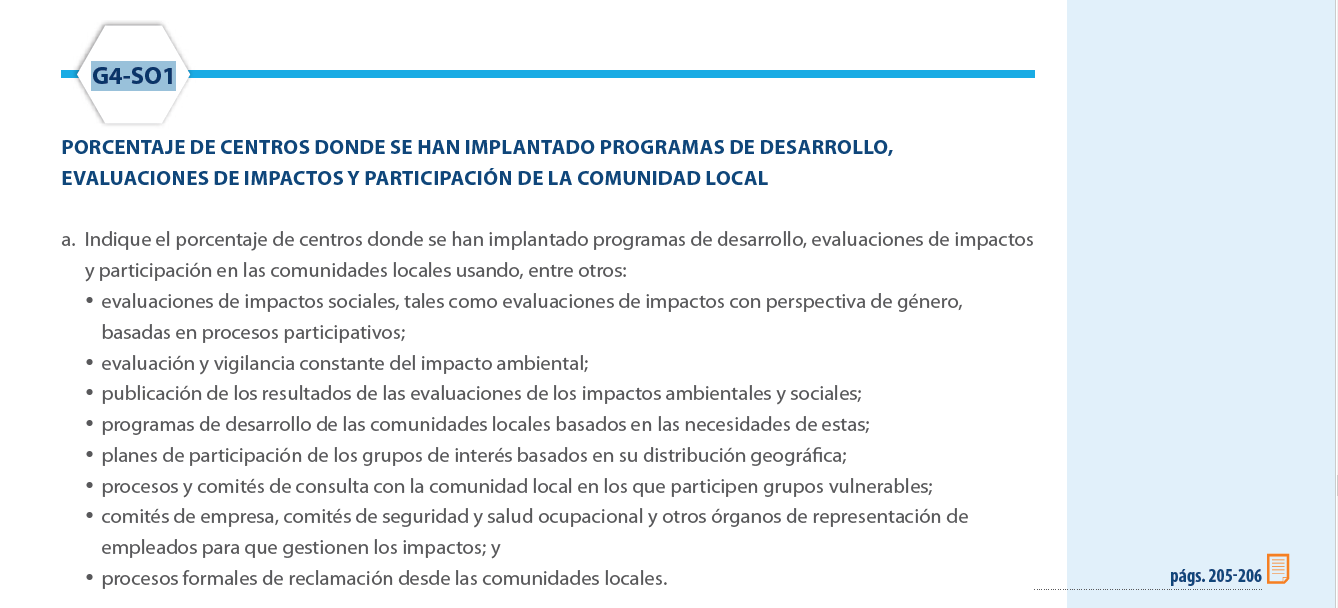 G4-SO1
PORCENTAJE DE CENTROS DONDE SE HAN IMPLANTADO PROGRAMAS DE DESARROLLO,
EVALUACIONES DE IMPACTOS Y PARTICIPACIÓN DE LA COMUNIDAD LOCAL
a. Indique el porcentaje de centros donde se han implantado programas de desarrollo, evaluaciones de impactos
y participación en las comunidades locales usando, entre otros:
• evaluaciones de impactos sociales, tales como evaluaciones de impactos con perspectiva de género,
basadas en procesos participativos;
• evaluación y vigilancia constante del impacto ambiental;
• publicación de los resultados de las evaluaciones de los impactos ambientales y sociales;
• programas de desarrollo de las comunidades locales basados en las necesidades de estas;
• planes de participación de los grupos de interés basados en su distribución geográfica;
• procesos y comités de consulta con la comunidad local en los que participen grupos vulnerables;
• comités de empresa, comités de seguridad y salud ocupacional y otros órganos de representación de
empleados para que gestionen los impactos; y
• procesos formales de reclamación desde las comunidades locales.
págs. 205-206